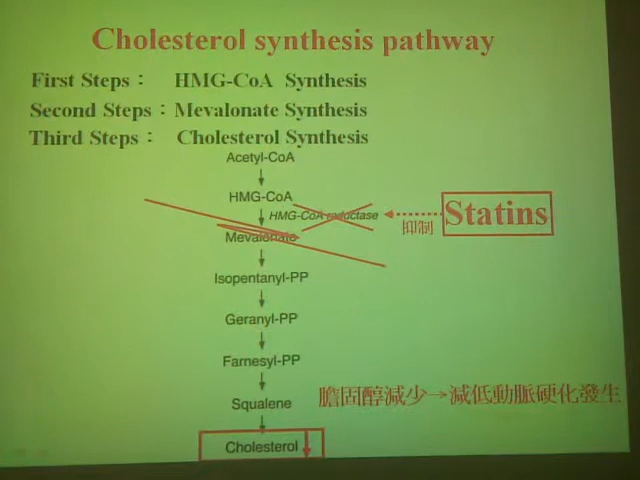 Cholesterol synthesis pathway
First Steps： HMG-CoA Synthesis
Second Steps：Mevalonate Synthesis
Third Steps： Cholesterol Synthesis
Acetyl-CoA
HMG-CoA
HMG-CoA reductase
Statins
抑制
Mevalonate
Isopentanyl-PP
Geranyl-PP
Farnesyl-PP
膽固醇減少→減低動脈硬化發生
Squalene
Cholesterol